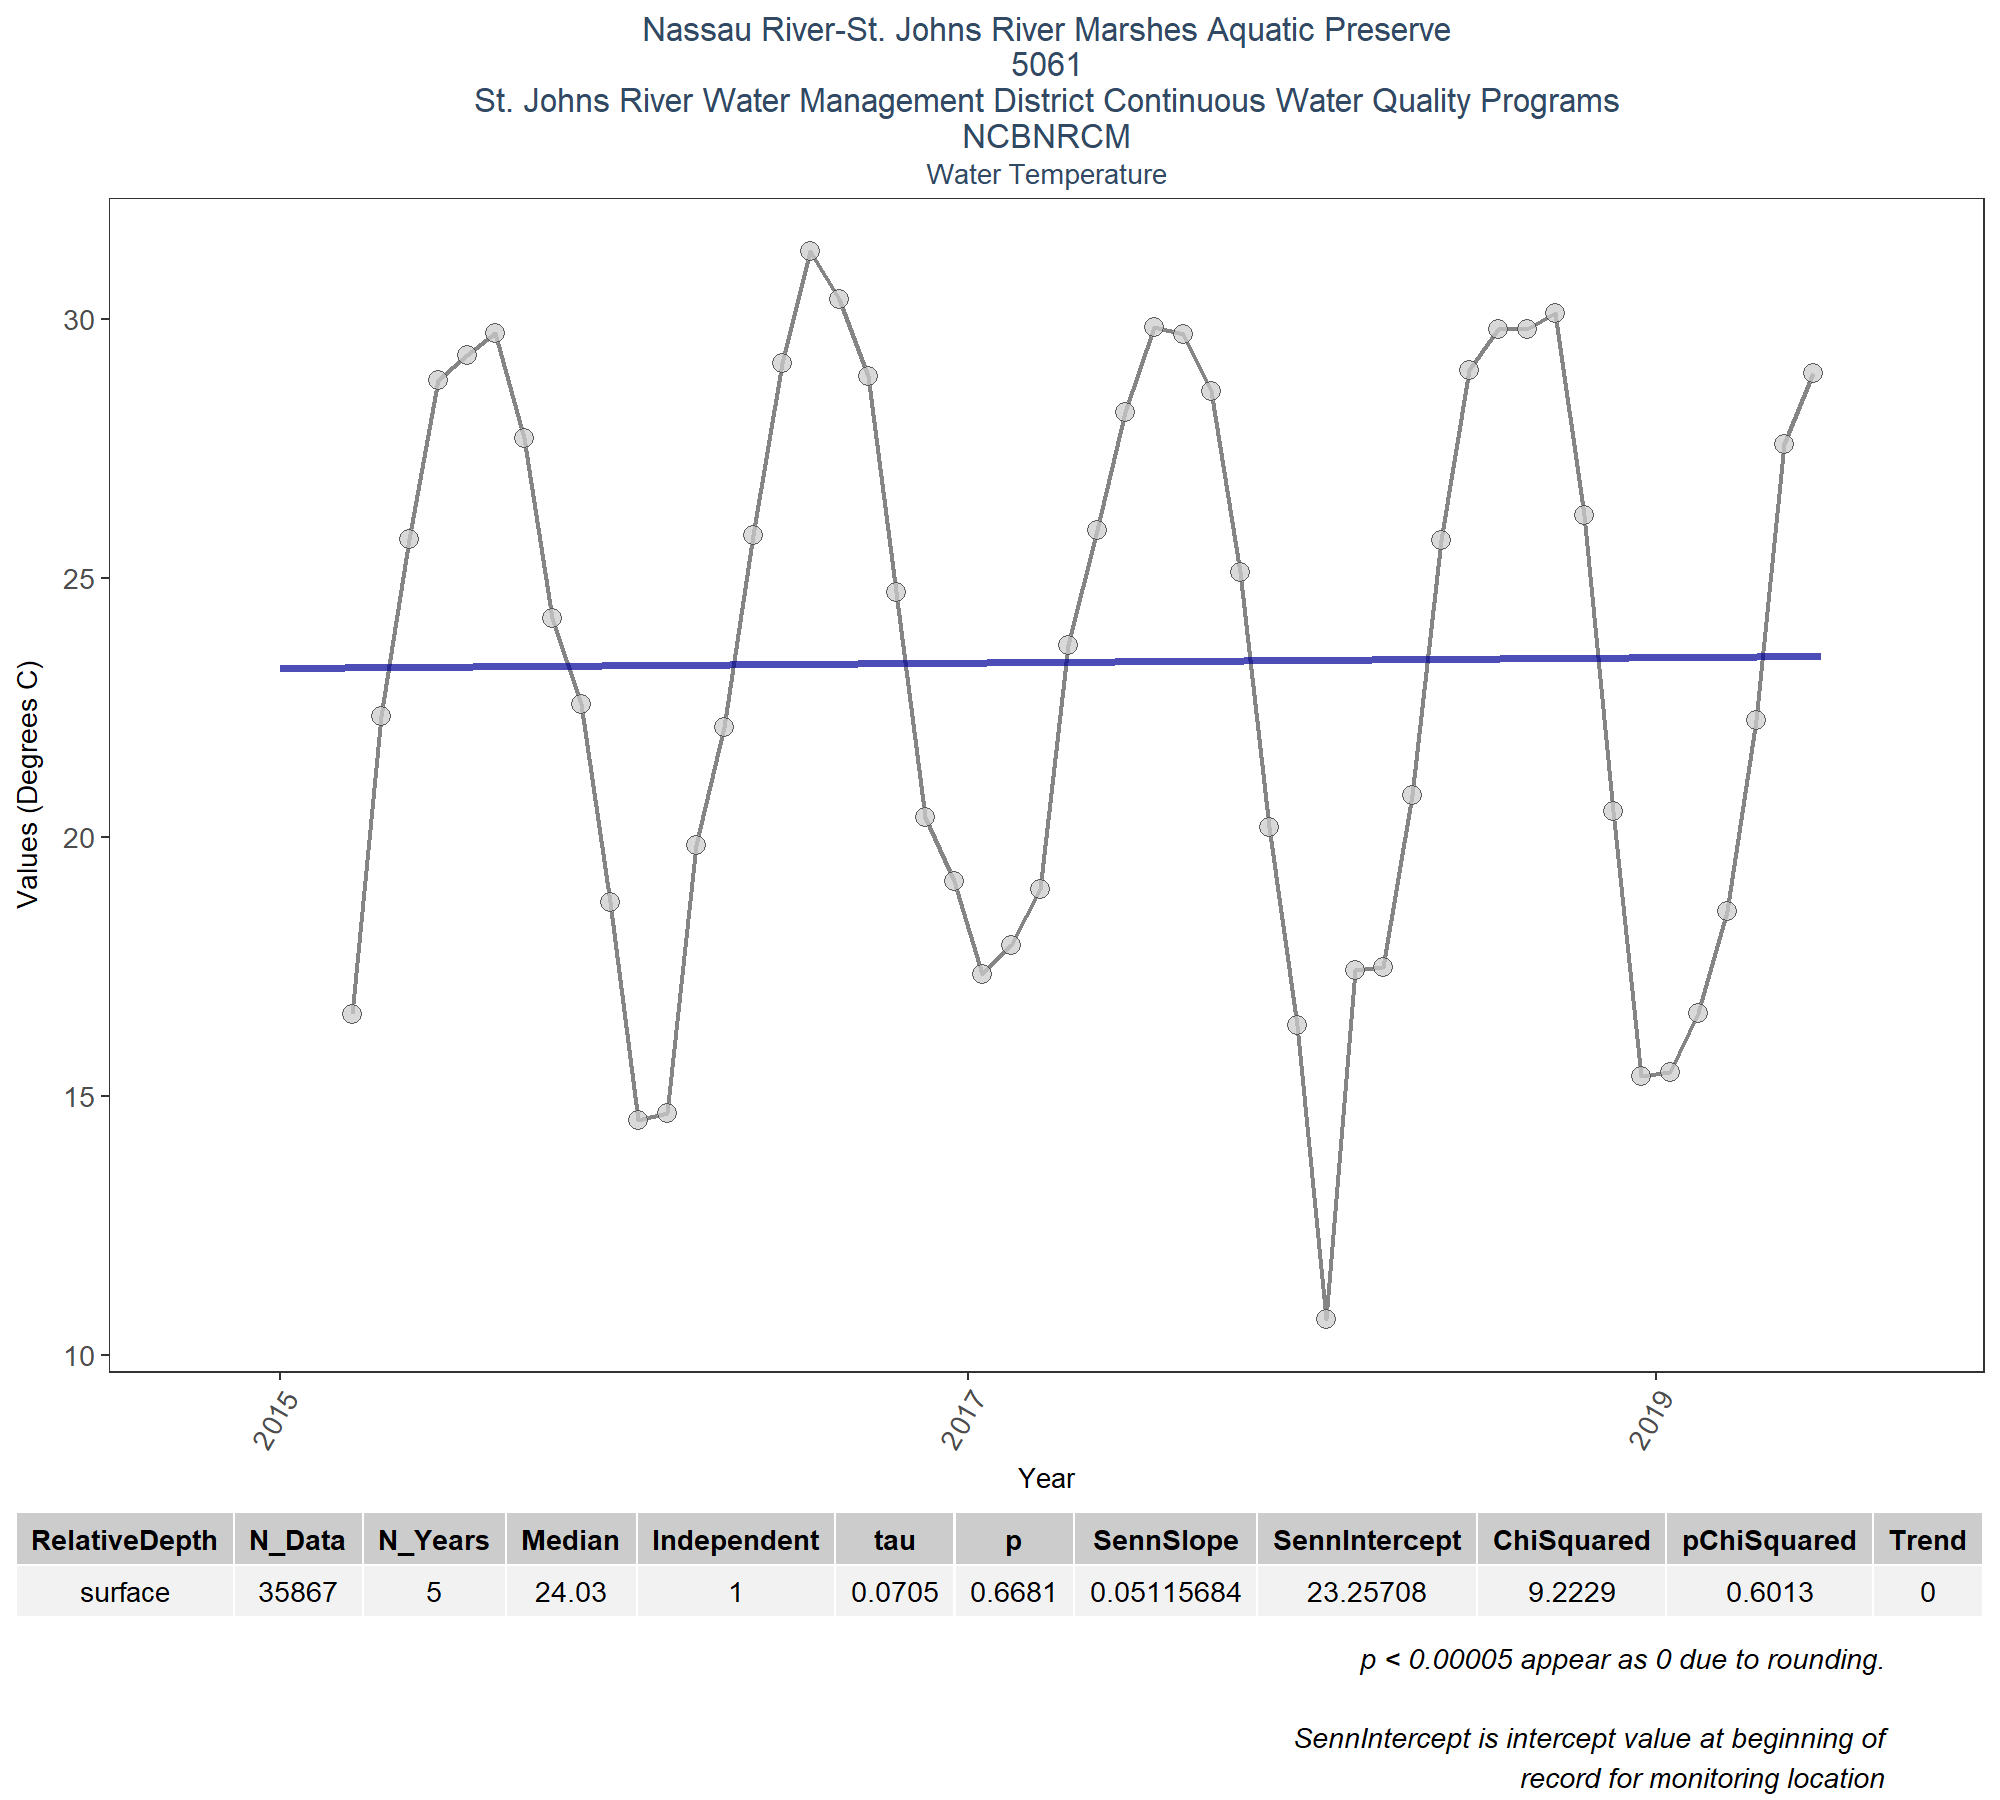 Nassau River-St. Johns River Marshes Aquatic Preserve
5061
St. Johns River Water Management District Continuous Water Quality Programs
NCBNRCM
Water Temperature
Values (Degrees C)
30
25
20
15
10
2015
2017
2019
Year
RelativeDepth N_Data N_Years Median Independent tau p SennSlope SennIntercept ChiSquared pChiSquared Trend
surface 35867 5 24.03 1 0.0705 0.6681 0.05115684 23.25708 9.2229 0.6013 0
p < 0.00005 appear as 0 due to rounding.
SennIntercept is intercept value at beginning of
record for monitoring location